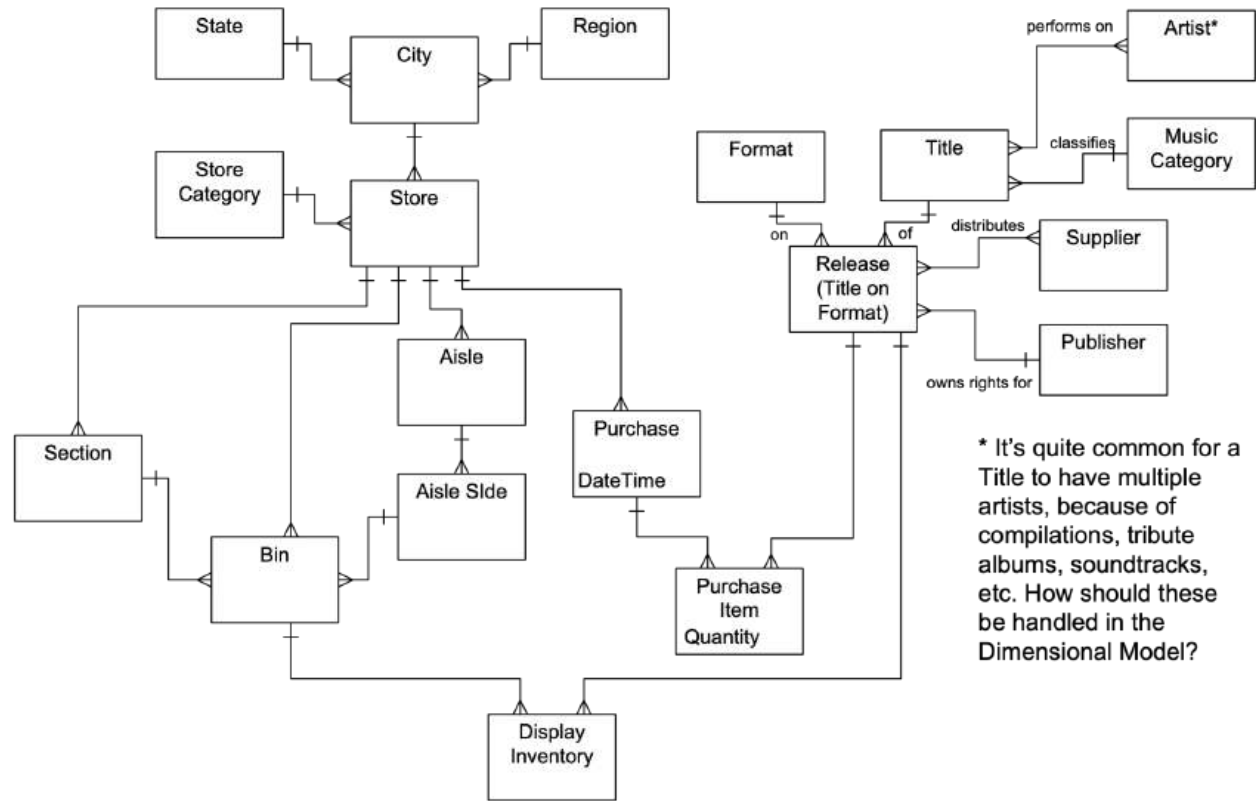 State
City
Region
performs on
Artist*
Store
Category
Store
Format
Title
classifies
Music
Category
on
of
distributes
Supplier
Release
(Title on
Format)
Publisher
owns rights for
Aisle
Section
Aisle SIde
Bin
Purchase
DateTime
Purchase
Item
Quantity
Display
Inventory
* It's quite common for a
Title to have multiple
artists, because of
compilations, tribute
albums, soundtracks,
etc. How should these
be handled in the
Dimensional Model?